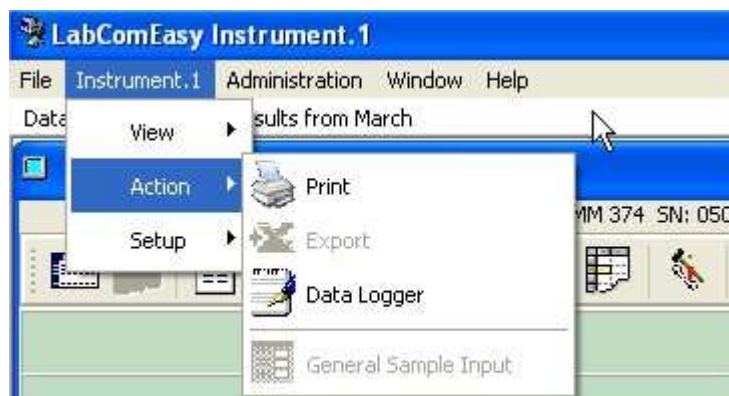 LabComEasy Instrument.1
File Instrument.1 Administration Window Help
Data sults from March
View
Action
Setup
Print
Export
Data Logger
General Sample Input
MM 374 SN: 050